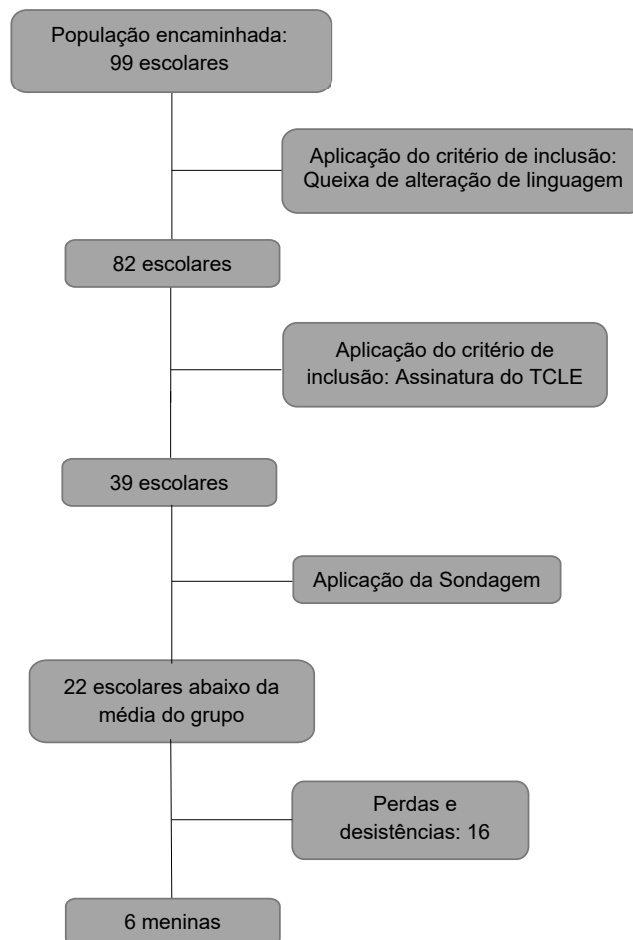 População encaminhada:
99 escolares
Aplicação do critério de inclusão:
Queixa de alteração de linguagem
82 escolares
Aplicação do critério de
inclusão: Assinatura do TCLE
39 escolares
Aplicação da Sondagem
22 escolares abaixo da
média do grupo
Perdas e
desistências: 16
6 meninas